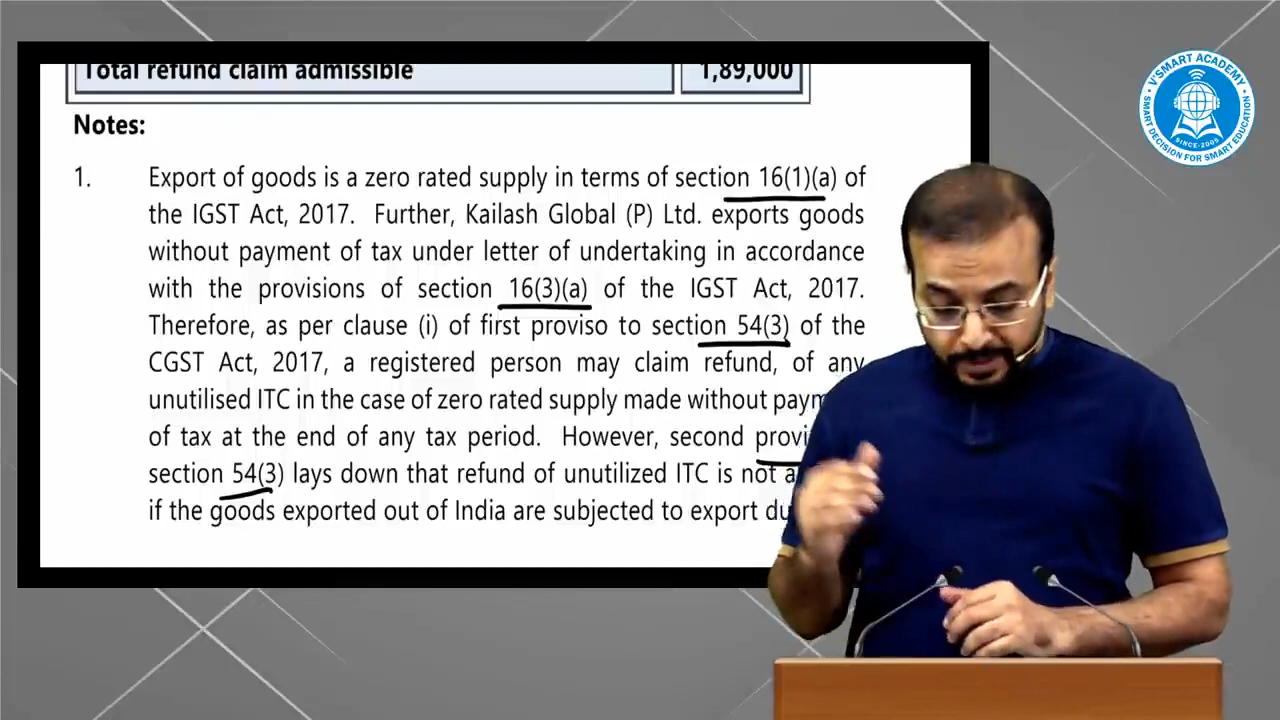 Total refund claim admissible 1,89,000
Notes:
1. Export of goods is a zero rated supply in terms of section 16(1)(a) of
the IGST Act, 2017. Further, Kailash Global (P) Ltd. exports goods
without payment of tax under letter of undertaking in accordance
with the provisions of section 16(3)(a) of the IGST Act, 2017.
Therefore, as per clause (i) of first proviso to section 54(3) of the
CGST Act, 2017, a registered person may claim refund, of any
unutilised ITC in the case of zero rated supply made without
of tax at the end of any tax period. However, second
section 54(3) lays down that refund of unutilized ITC is not
if the goods exported out of India are subjected to export
V'SMART ACADEMY
SINCE-2009
SMART DECISION FOR SMART EDUCATION